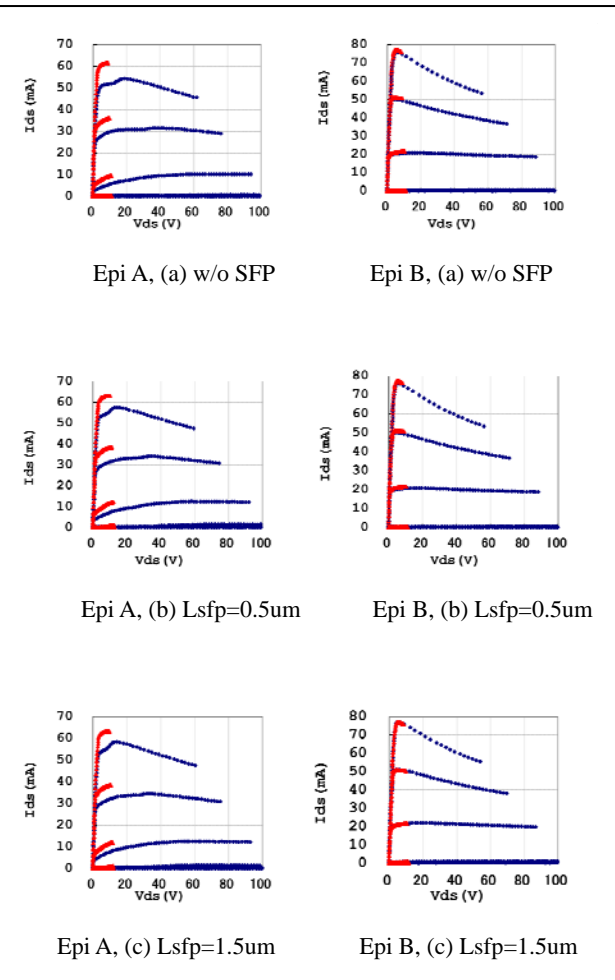 70
60
50
40
30
20
10
0
Ids (mA)
0 20 40 60 80 100
Vds (V)
80
70
60
50
40
30
20
10
0
Ids (mA)
0 20 40 60 80 100
Vds (V)
Epi A, (a) w/o SFP
Epi B, (a) w/o SFP
70
60
50
40
30
20
10
0
Ids (mA)
0 20 40 60 80 100
Vds (V)
80
70
60
50
40
30
20
10
0
Ids (mA)
0 20 40 60 80 100
Vds (V)
Epi A, (b) Lsfp=0.5um
Epi B, (b) Lsfp=0.5um
70
60
50
40
30
20
10
0
Ids (mA)
0 20 40 60 80 100
Vds (V)
80
70
60
50
40
30
20
10
0
Ids (mA)
0 20 40 60 80 100
Vds (V)
Epi A, (c) Lsfp=1.5um
Epi B, (c) Lsfp=1.5um